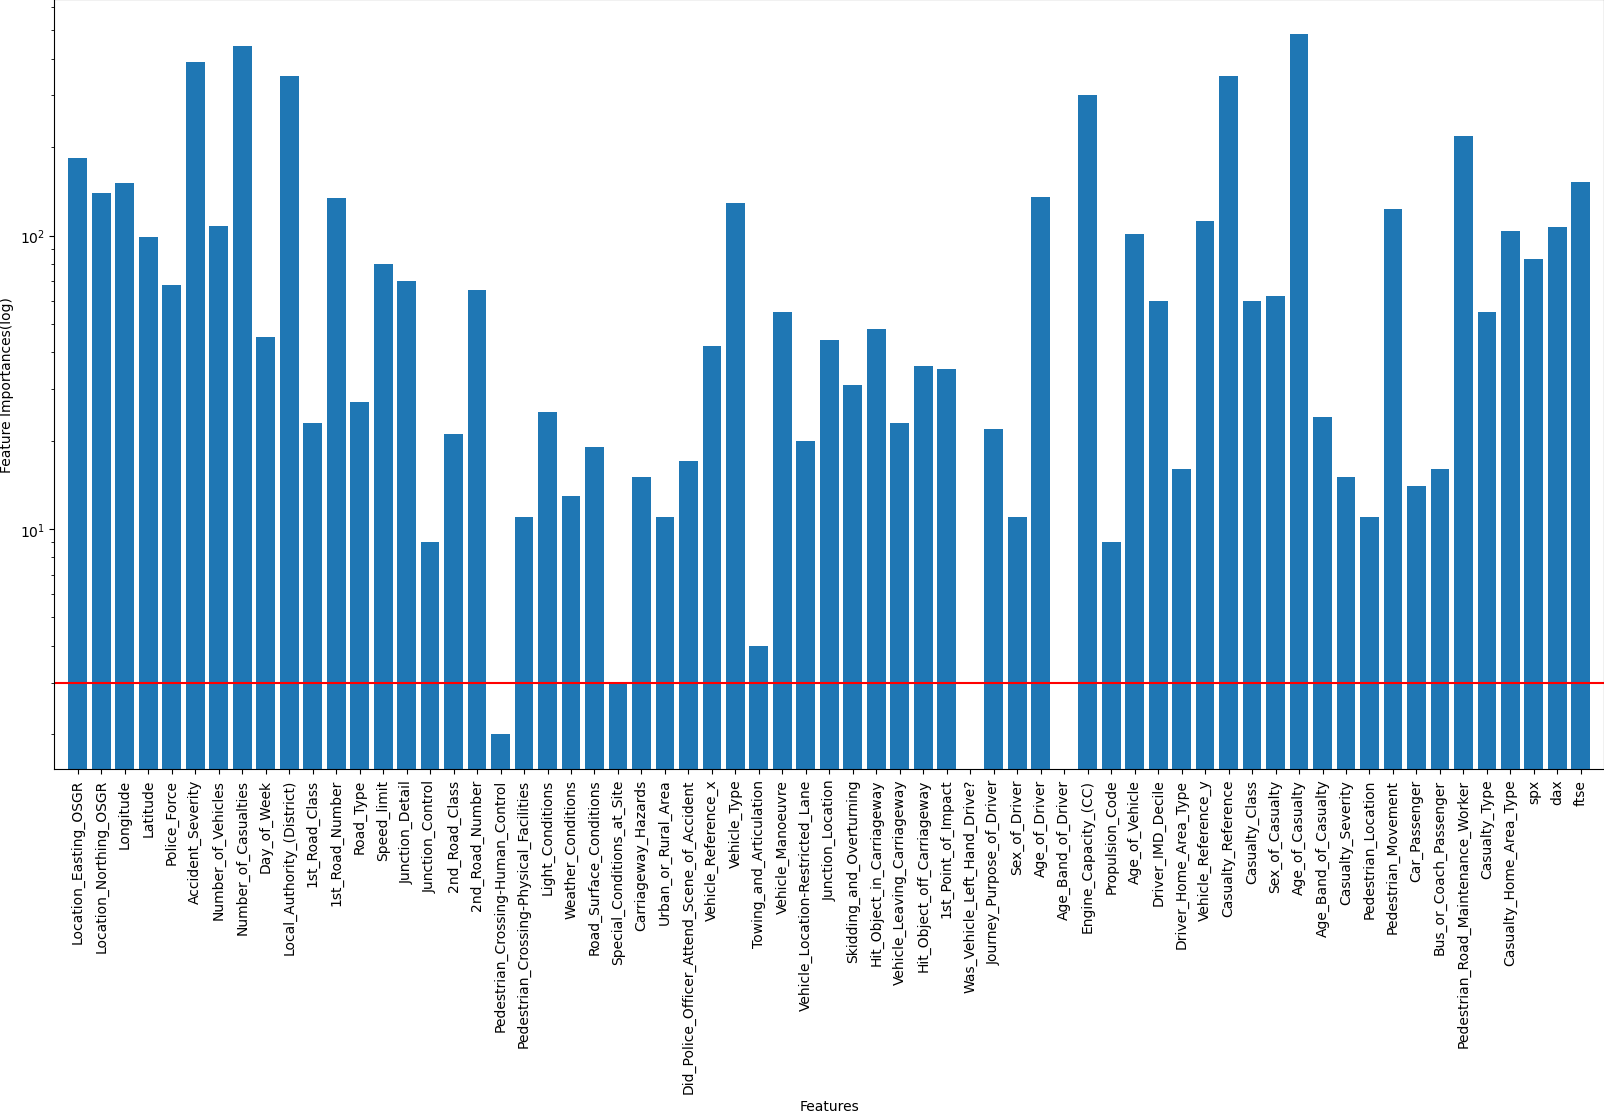 Feature Importances(log)
10²
10¹
Location_Easting_OSGR
Location_Northing_OSGR
Longitude
Latitude
Police_Force
Accident_Severity
Number_of_Vehicles
Number_of_Casualties
Day_of_Week
Local_Authority_(District)
1st_Road_Class
1st_Road_Number
Road_Type
Speed_limit
Junction_Detail
Junction_Control
2nd_Road_Class
2nd_Road_Number
Pedestrian_Crossing-Human_Control
Pedestrian_Crossing-Physical_Facilities
Light_Conditions
Weather_Conditions
Road_Surface_Conditions
Special_Conditions_at_Site
Carriageway_Hazards
Urban_or_Rural_Area
Did_Police_Officer_Attend_Scene_of_Accident
Vehicle_Reference_x
Vehicle_Type
Towing_and_Articulation
Vehicle_Manoeuvre
Vehicle_Location-Restricted_Lane
Junction_Location
Skidding_and_Overturning
Hit_Object_in_Carriageway
Vehicle_Leaving_Carriageway
Hit_Object_off_Carriageway
1st_Point_of_Impact
Was_Vehicle_Left_Hand_Drive?
Journey_Purpose_of_Driver
Sex_of_Driver
Age_of_Driver
Age_Band_of_Driver
Engine_Capacity_(CC)
Propulsion_Code
Age_of_Vehicle
Driver_IMD_Decile
Driver_Home_Area_Type
Vehicle_Reference_y
Casualty_Reference
Casualty_Class
Sex_of_Casualty
Age_of_Casualty
Age_Band_of_Casualty
Casualty_Severity
Pedestrian_Location
Pedestrian_Movement
Car_Passenger
Bus_or_Coach_Passenger
Pedestrian_Road_Maintenance_Worker
Casualty_Type
Casualty_Home_Area_Type
spx
dax
ftse
Features